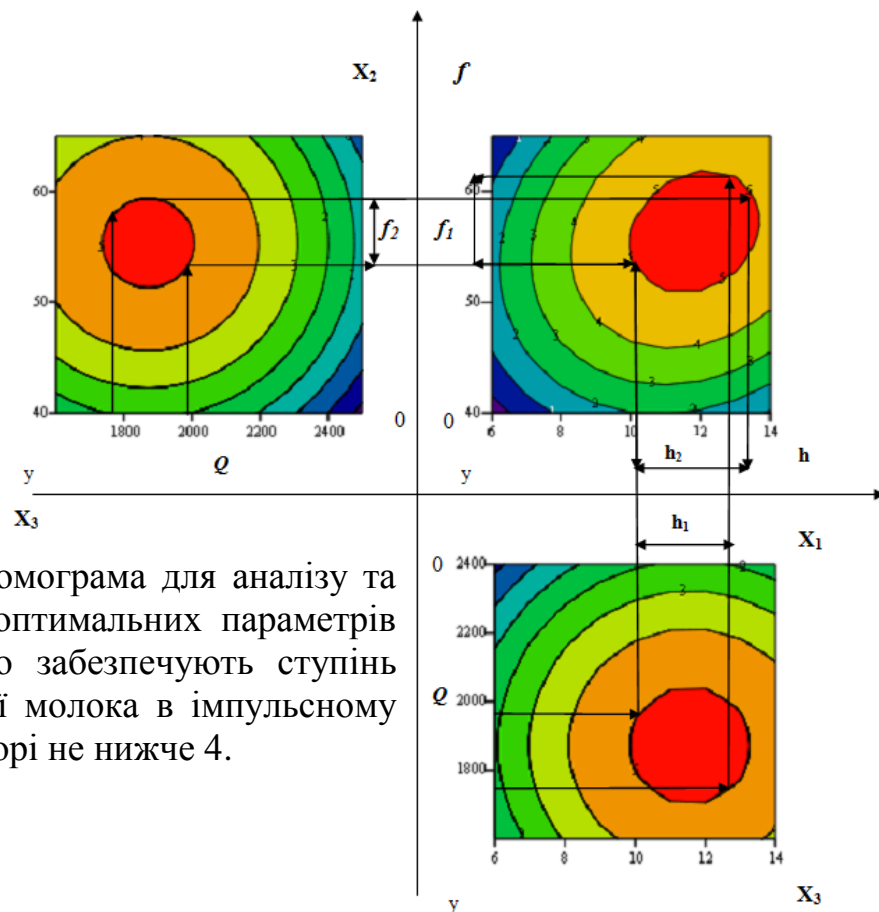 X₂ f
60 60
f₂ f₁
50 50
40 40
0 0
1800 2000 2200 2400
6 8 10 12 14
Q
h₂ h
y y
X₃
h₁
X₁
омограма для аналізу та
оптимальних параметрів
о забезпечують ступінь
ї молока в імпульсному
орі не нижче 4.
0 2400
2200
Q 2000
1800
6 8 10 12 14
y X₃